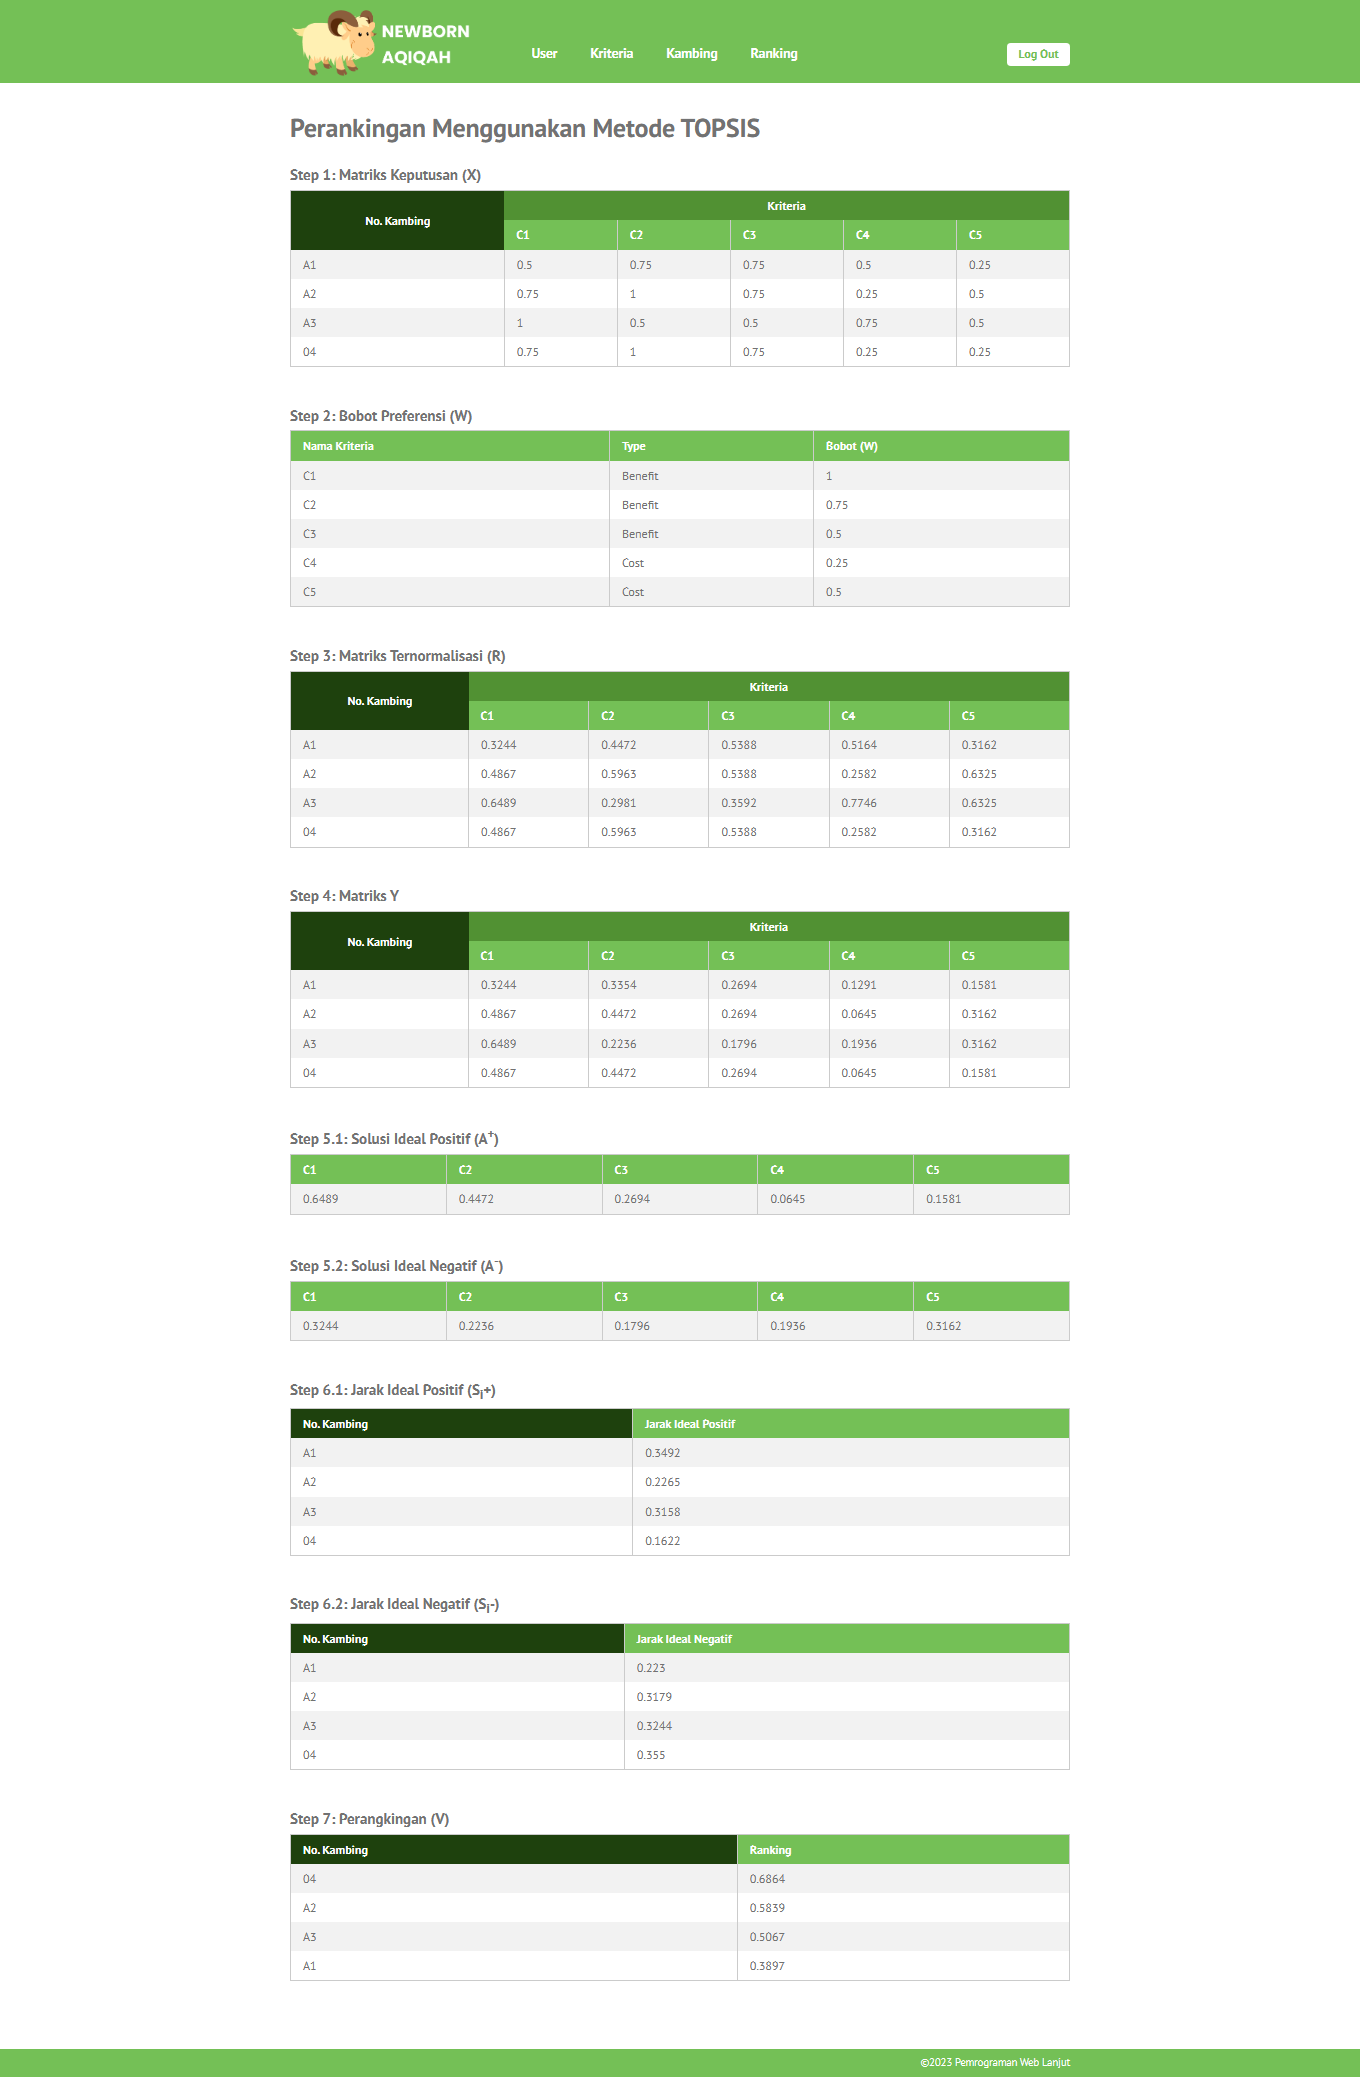 NEWBORN
AQIQAH
User Kriteria Kambing Ranking Log Out
Perankingan Menggunakan Metode TOPSIS
Step 1: Matriks Keputusan (X)
No. Kambing Kriteria
C1 C2 C3 C4 C5
A1 0.5 0.75 0.75 0.5 0.25
A2 0.75 1 0.75 0.25 0.5
A3 1 0.5 0.5 0.75 0.5
04 0.75 1 0.75 0.25 0.25
Step 2: Bobot Preferensi (W)
Nama Kriteria Type Bobot (W)
C1 Benefit 1
C2 Benefit 0.75
C3 Benefit 0.5
C4 Cost 0.25
C5 Cost 0.5
Step 3: Matriks Ternormalisasi (R)
No. Kambing Kriteria
C1 C2 C3 C4 C5
A1 0.3244 0.4472 0.5388 0.5164 0.3162
A2 0.4867 0.5963 0.5388 0.2582 0.6325
A3 0.6489 0.2981 0.3592 0.7746 0.6325
04 0.4867 0.5963 0.5388 0.2582 0.3162
Step 4: Matriks Y
No. Kambing Kriteria
C1 C2 C3 C4 C5
A1 0.3244 0.3354 0.2694 0.1291 0.1581
A2 0.4867 0.4472 0.2694 0.0645 0.3162
A3 0.6489 0.2236 0.1796 0.1936 0.3162
04 0.4867 0.4472 0.2694 0.0645 0.1581
Step 5.1: Solusi Ideal Positif (A⁺)
C1 C2 C3 C4 C5
0.6489 0.4472 0.2694 0.0645 0.1581
Step 5.2: Solusi Ideal Negatif (A⁻)
C1 C2 C3 C4 C5
0.3244 0.2236 0.1796 0.1936 0.3162
Step 6.1: Jarak Ideal Positif (Sᵢ+)
No. Kambing Jarak Ideal Positif
A1 0.3492
A2 0.2265
A3 0.3158
04 0.1622
Step 6.2: Jarak Ideal Negatif (Sᵢ-)
No. Kambing Jarak Ideal Negatif
A1 0.223
A2 0.3179
A3 0.3244
04 0.355
Step 7: Perangkingan (V)
No. Kambing Ranking
04 0.6864
A2 0.5839
A3 0.5067
A1 0.3897
©2023 Pemrograman Web Lanjut